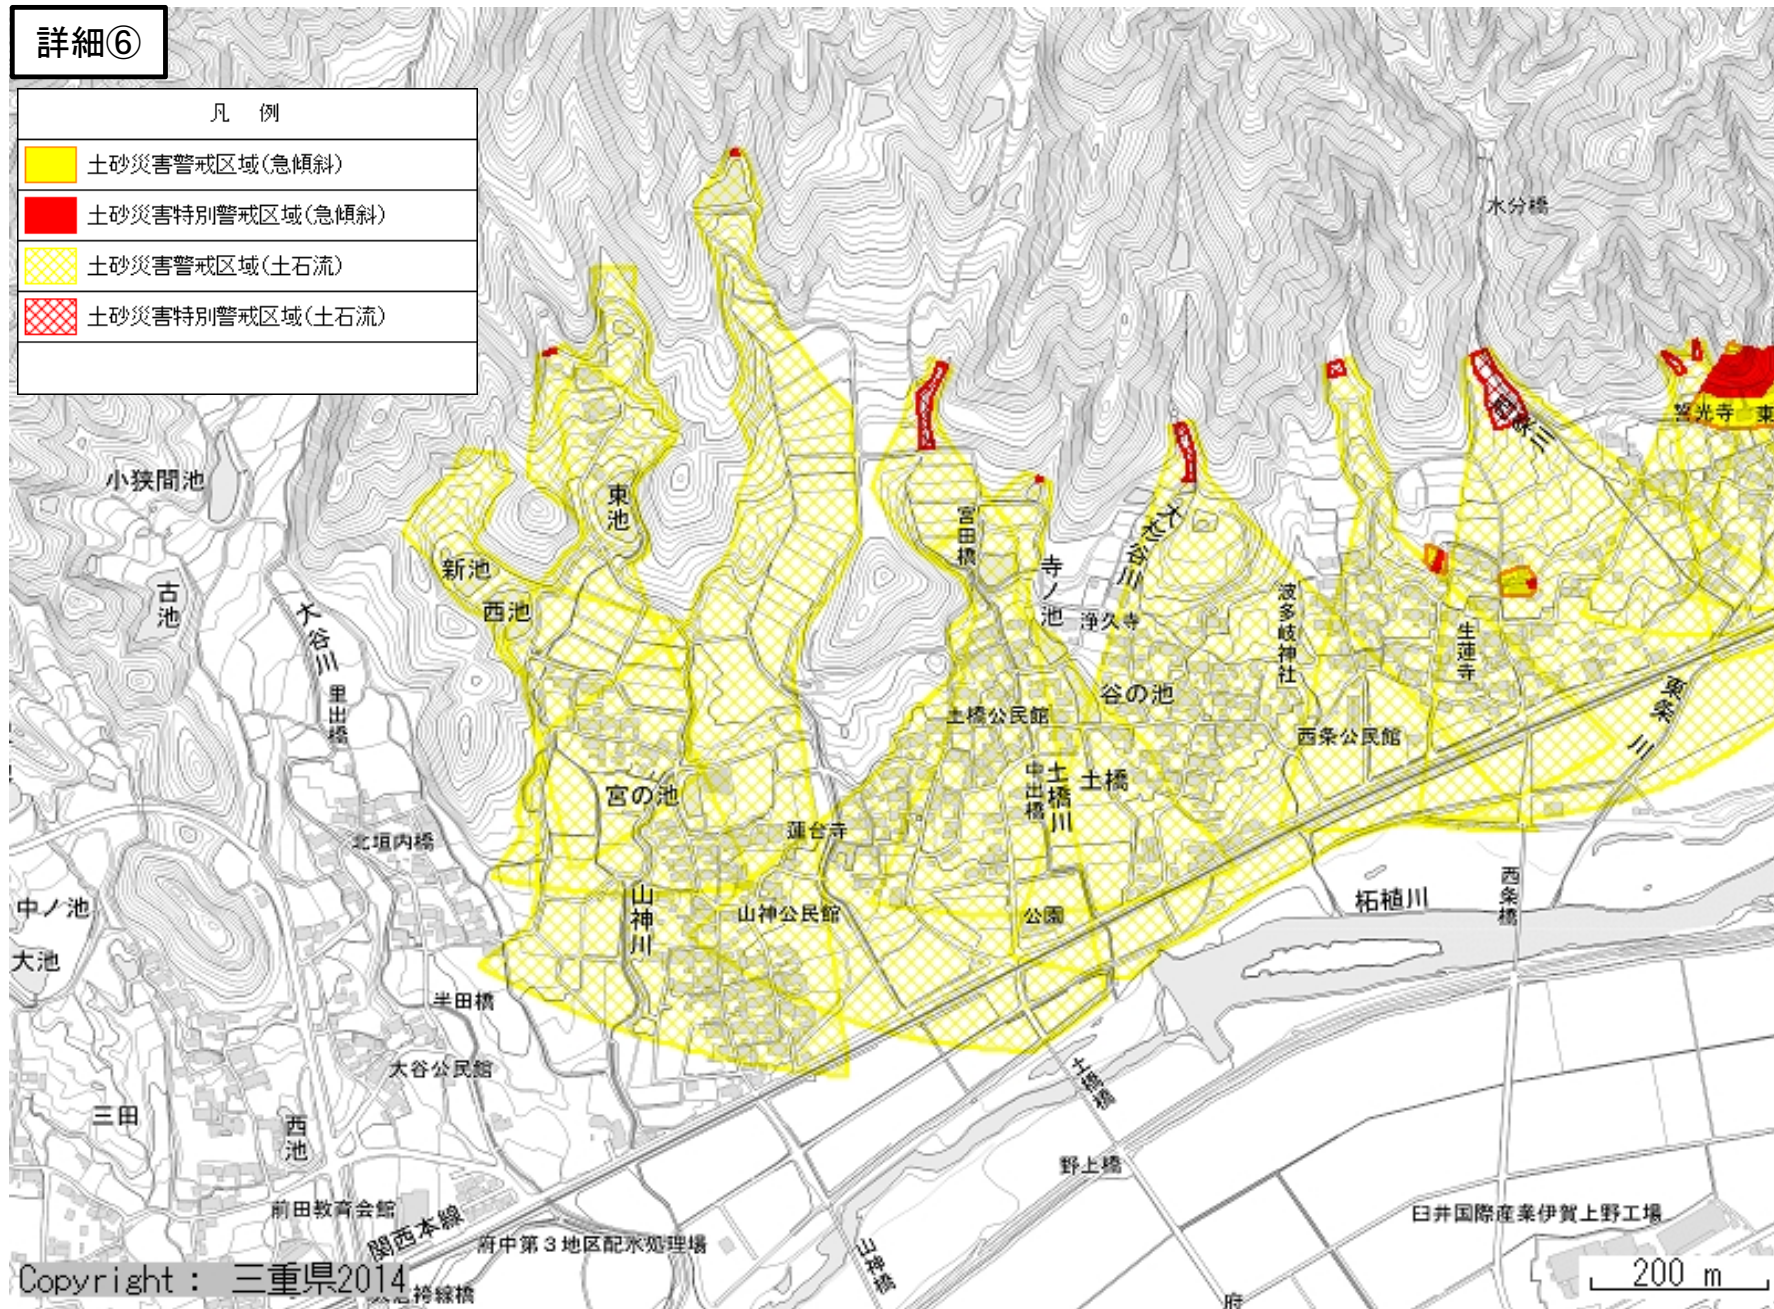 詳細⑥
凡 例
土砂災害警戒区域(急傾斜)
土砂災害特別警戒区域(急傾斜)
土砂災害警戒区域(土石流)
土砂災害特別警戒区域(土石流)
水分橋
誓光寺
東
小狭間池
東池
宮田橋
大杉谷川
寺ノ池
浄久寺
新池
西池
古池
大谷川
里出橋
波多岐神社
生蓮寺
谷の池
土橋公民館
西条公民館
東条川
宮の池
中出橋
土橋川
土橋
蓮台寺
北垣内橋
山神川
山神公民館
公園
柘植川
西条橋
中ノ池
大池
半田橋
大谷公民館
三田
西池
土橋橋
野上橋
前田教育会館
関西本線
府中第3地区配水処理場
山神橋
臼井国際産業伊賀上野工場
府
200 m
Copyright : 三重県2014